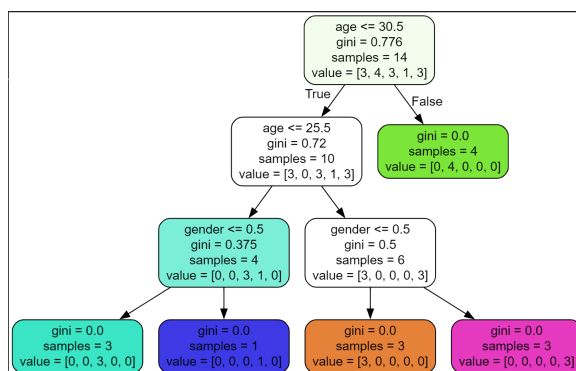 age <= 30.5
gini = 0.776
samples = 14
value = [3, 4, 3, 1, 3]
True
False
age <= 25.5
gini = 0.72
samples = 10
value = [3, 0, 3, 1, 3]
gini = 0.0
samples = 4
value = [0, 4, 0, 0, 0]
gender <= 0.5
gini = 0.375
samples = 4
value = [0, 0, 3, 1, 0]
gender <= 0.5
gini = 0.5
samples = 6
value = [3, 0, 0, 0, 3]
gini = 0.0
samples = 3
value = [0, 0, 3, 0, 0]
gini = 0.0
samples = 1
value = [0, 0, 0, 1, 0]
gini = 0.0
samples = 3
value = [3, 0, 0, 0, 0]
gini = 0.0
samples = 3
value = [0, 0, 0, 0, 3]